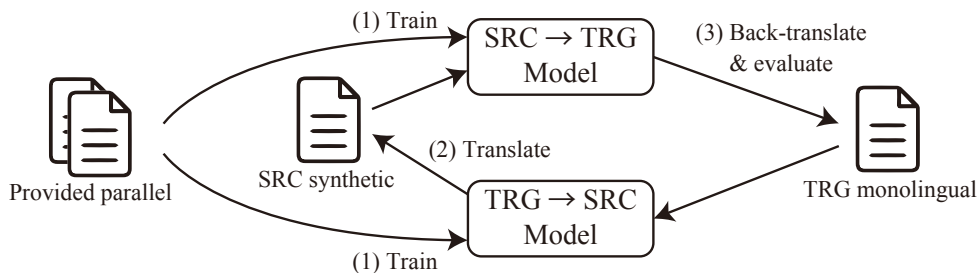 (1) Train
SRC → TRG
Model
(3) Back-translate
& evaluate
Provided parallel
SRC synthetic
(2) Translate
TRG monolingual
TRG → SRC
Model
(1) Train